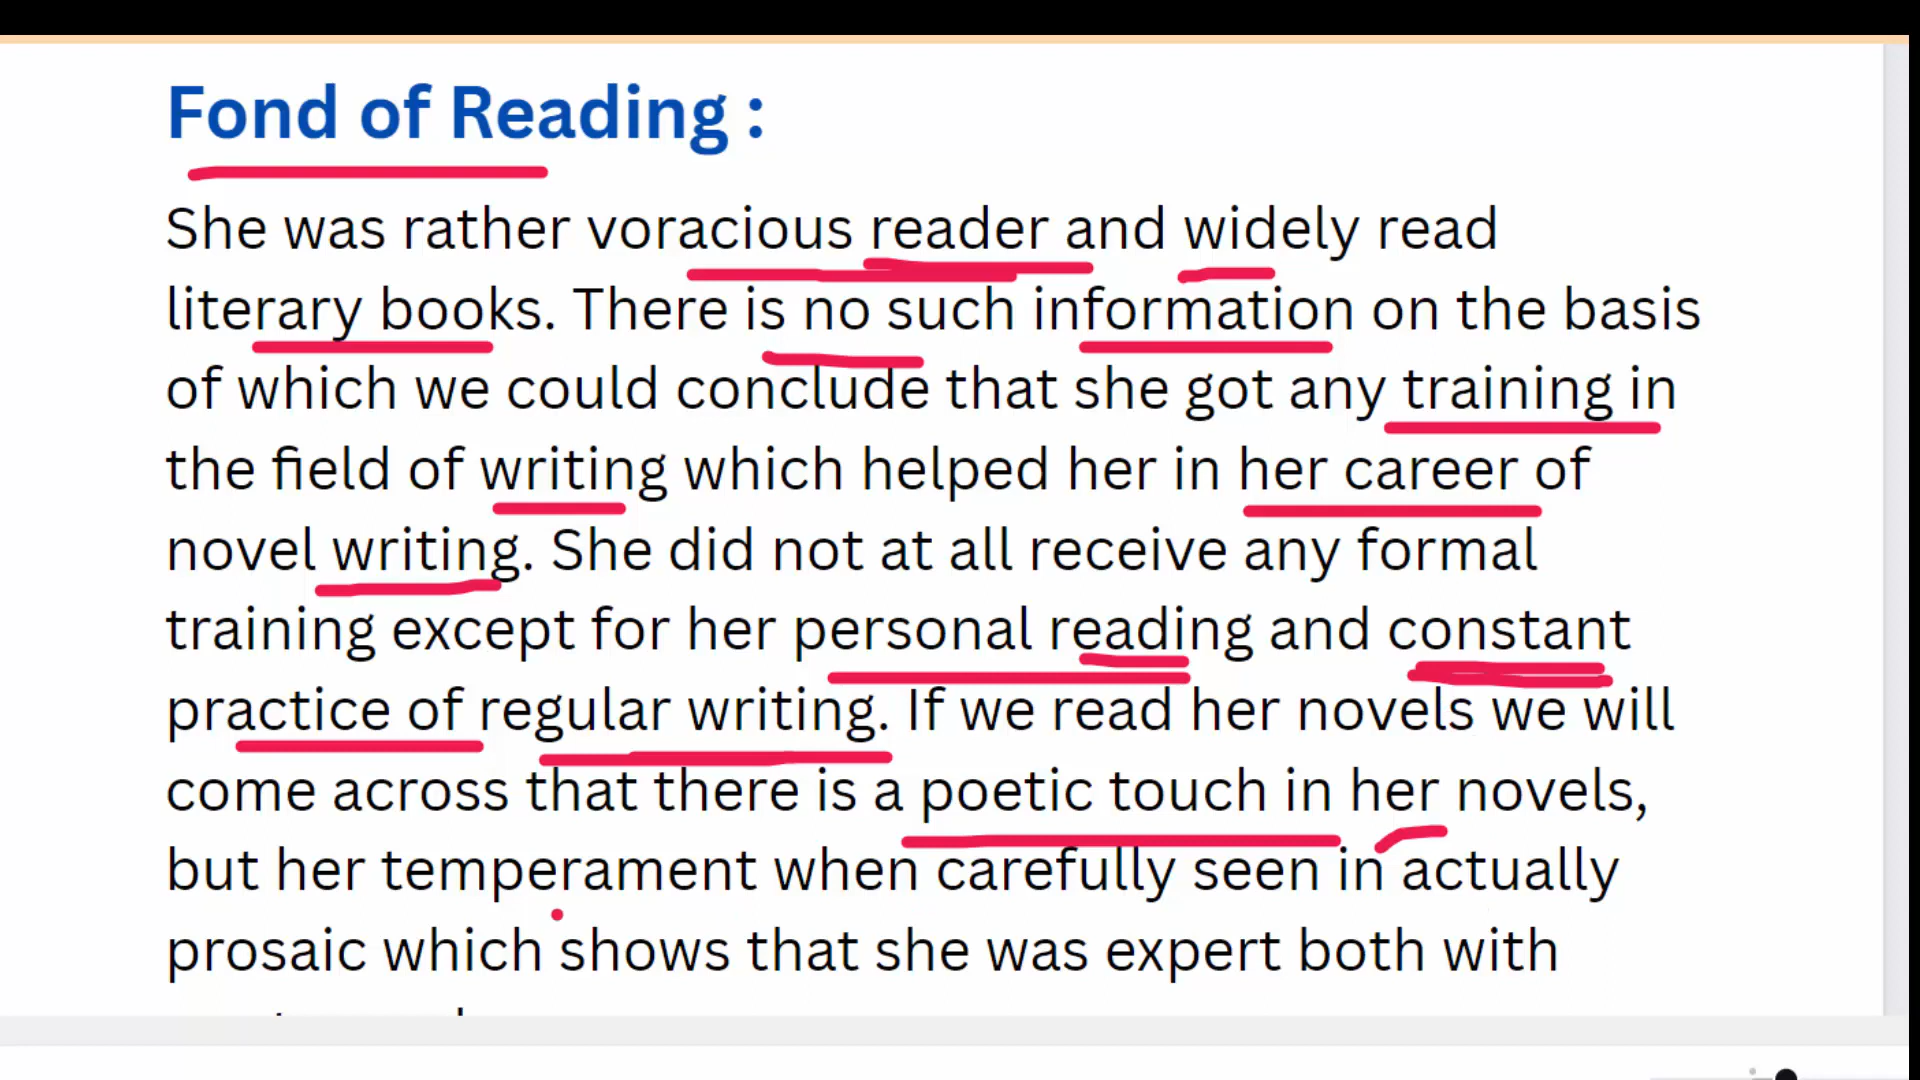 Fond of Reading :
She was rather voracious reader and widely read
literary books. There is no such information on the basis
of which we could conclude that she got any training in
the field of writing which helped her in her career of
novel writing. She did not at all receive any formal
training except for her personal reading and constant
practice of regular writing. If we read her novels we will
come across that there is a poetic touch in her novels,
but her temperament when carefully seen in actually
prosaic which shows that she was expert both with